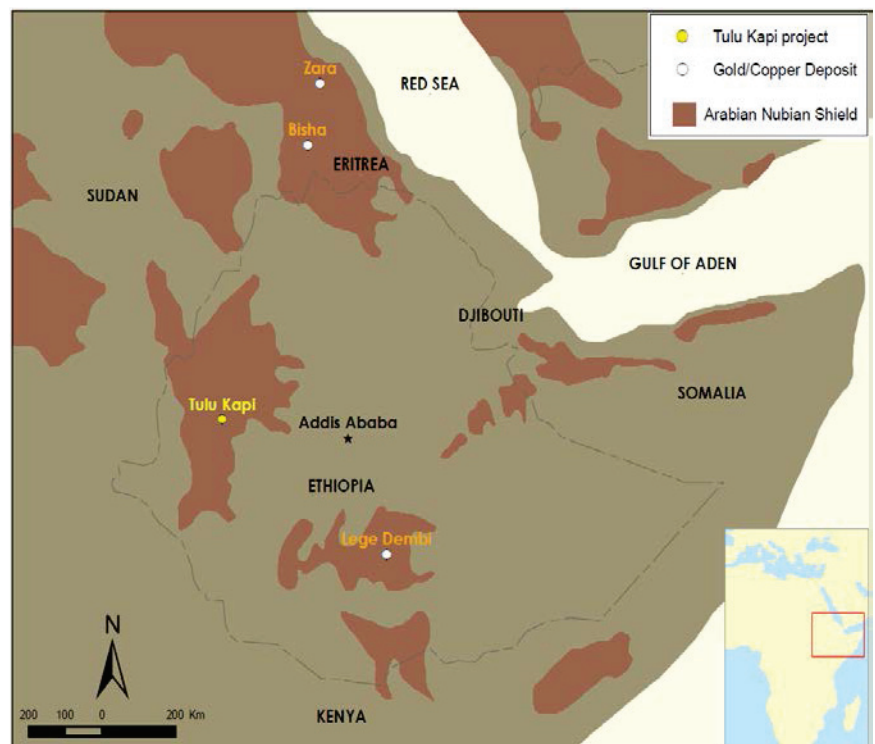 Tulu Kapi project
Gold/Copper Deposit
Arabian Nubian Shield
Zara
RED SEA
Bisha
ERITREA
SUDAN
GULF OF ADEN
DJIBOUTI
SOMALIA
Tulu Kapi
Addis Ababa
ETHIOPIA
Lege Dembi
N
200 100 0 200 Km
KENYA